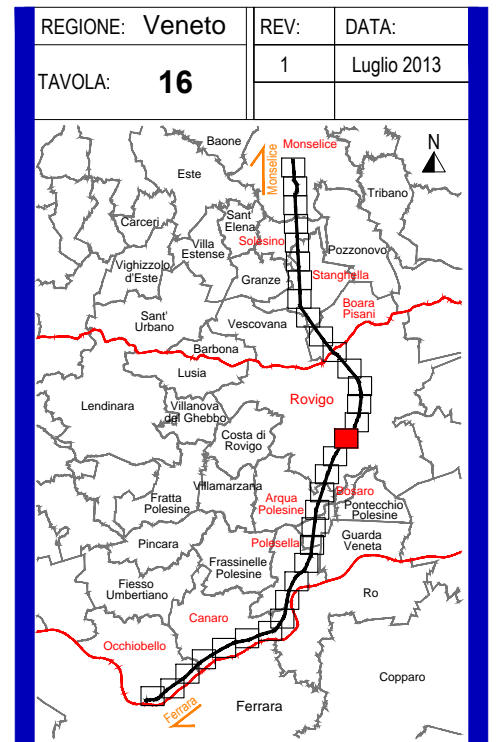 REGIONE: Veneto
REV:
DATA:
TAVOLA: 16
1
Luglio 2013
Baone
Monselice
N
Monselice
Este
Tribano
Carceri
Sant'
Elena
Solesino
Villa
Estense
Pozzonovo
Vighizzolo
d'Este
Granze
Stanghella
Boara
Pisani
Sant'
Urbano
Vescovana
Barbona
Lusia
Rovigo
Lendinara
Villanova
del Ghebbo
Costa di
Rovigo
Villamarzana
Fratta
Polesine
Arqua
Polesine
Bosaro
Pontecchio
Polesine
Pincara
Polesella
Guarda
Veneta
Frassinelle
Polesine
Fiesso
Umbertiano
Ro
Canaro
Occhiobello
Copparo
Ferrara
Ferrara